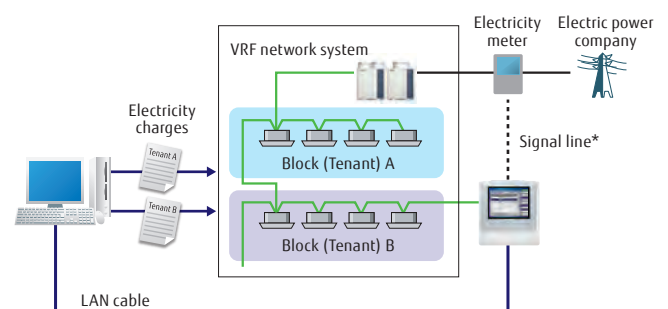 Electricity
meter
Electric power
company
VRF network system
Electricity
charges
Tenant A
Block (Tenant) A
Signal line*
Tenant B
Block (Tenant) B
LAN cable